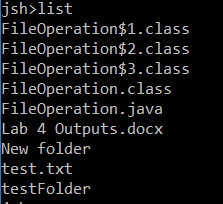 jsh>list
FileOperation$1.class
FileOperation$2.class
FileOperation$3.class
FileOperation.class
FileOperation.java
Lab 4 Outputs.docx
New folder
test.txt
testFolder